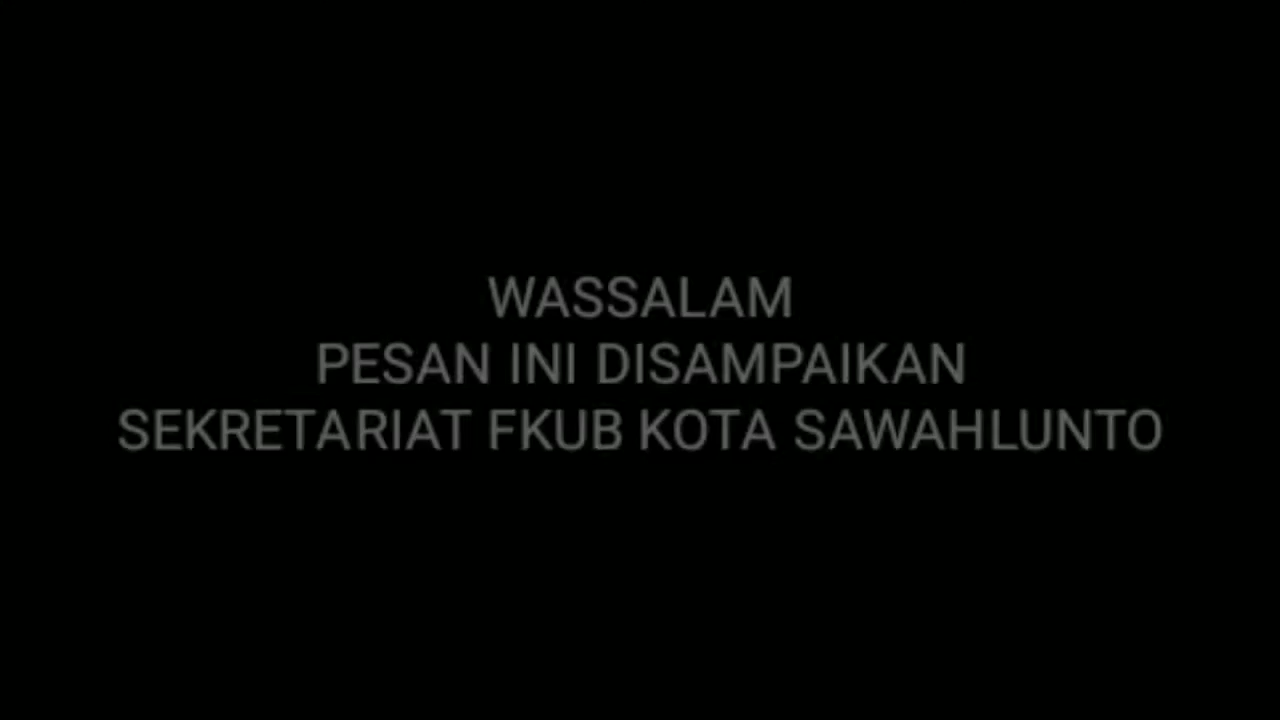 WASSALAM
PESAN INI DISAMPAIKAN
SEKRETARIAT FKUB KOTA SAWAHLUNTO